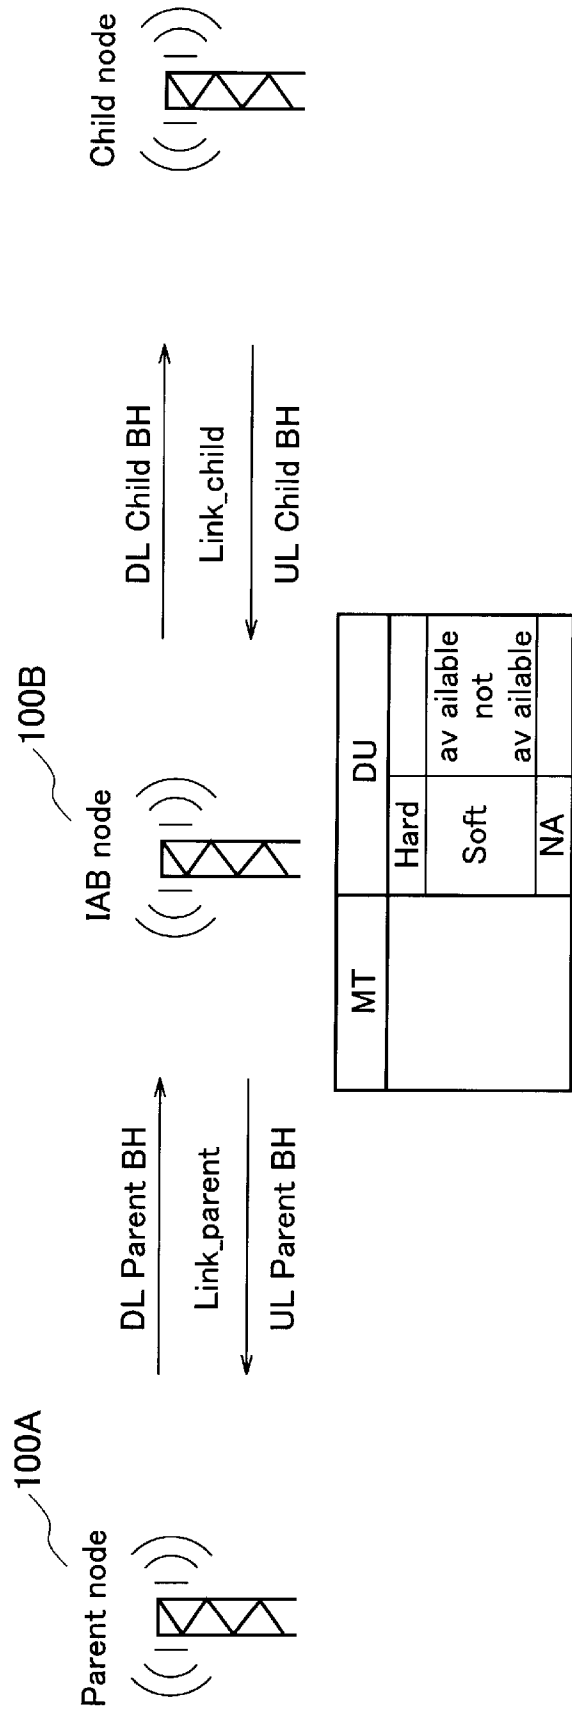 100A
100B
Parent node
IAB node
Child node
DL Parent BH
Link_parent
UL Parent BH
DL Child BH
Link_child
UL Child BH
MT
DU
Hard
Soft
av ailable
not
av ailable
NA